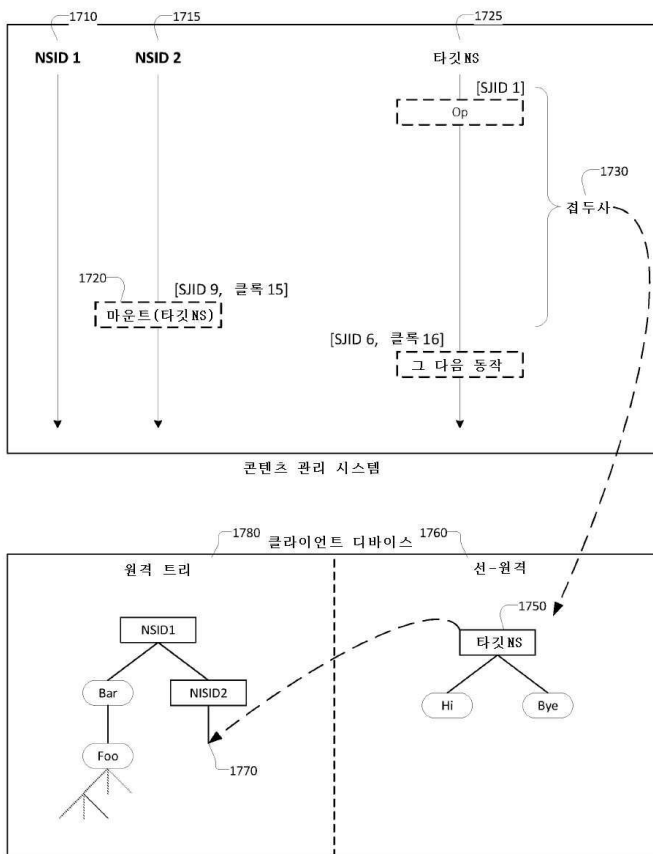 1710
1715
1725
NSID 1
NSID 2
타깃NS
[SJID 1]
Op
1730
접두사
1720
[SJID 9, 클록 15]
마운트(타깃NS)
[SJID 6, 클록 16]
그 다음 동작
콘텐츠 관리 시스템
1780
클라이언트 디바이스
1760
원격 트리
선-원격
1750
NSID1
타깃NS
Bar
NISID2
Hi
Bye
Foo
1770